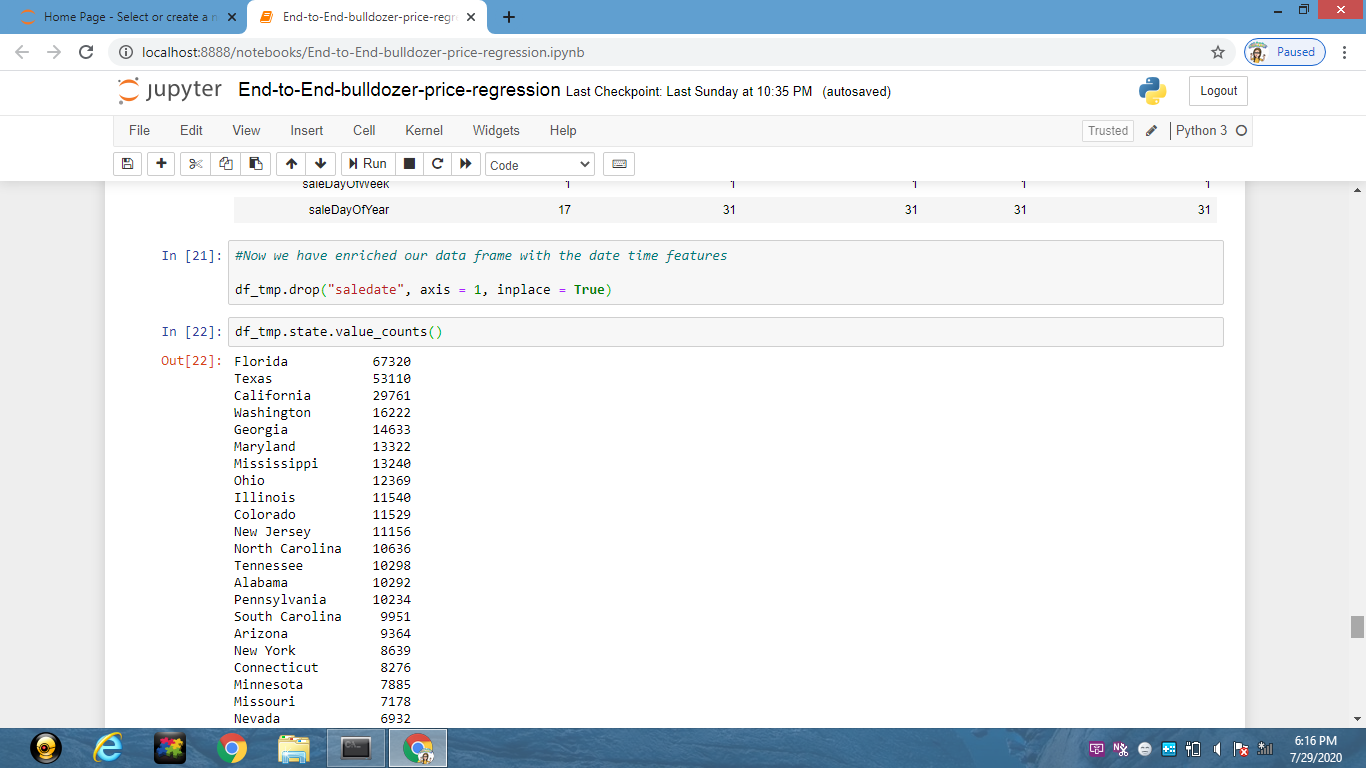 Home Page - Select or create a n
End-to-End-bulldozer-price-regr
localhost:8888/notebooks/End-to-End-bulldozer-price-regression.ipynb
Paused
jupyter End-to-End-bulldozer-price-regression Last Checkpoint: Last Sunday at 10:35 PM (autosaved)
Logout
File Edit View Insert Cell Kernel Widgets Help
Trusted Python 3
Run Code
saleDayOfWeek 1 1 1 1 1
saleDayOfYear 17 31 31 31 31
In [21]: #Now we have enriched our data frame with the date time features
df_tmp.drop("saledate", axis = 1, inplace = True)
In [22]: df_tmp.state.value_counts()
Out[22]: Florida 67320
Texas 53110
California 29761
Washington 16222
Georgia 14633
Maryland 13322
Mississippi 13240
Ohio 12369
Illinois 11540
Colorado 11529
New Jersey 11156
North Carolina 10636
Tennessee 10298
Alabama 10292
Pennsylvania 10234
South Carolina 9951
Arizona 9364
New York 8639
Connecticut 8276
Minnesota 7885
Missouri 7178
Nevada 6932
6:16 PM
7/29/2020